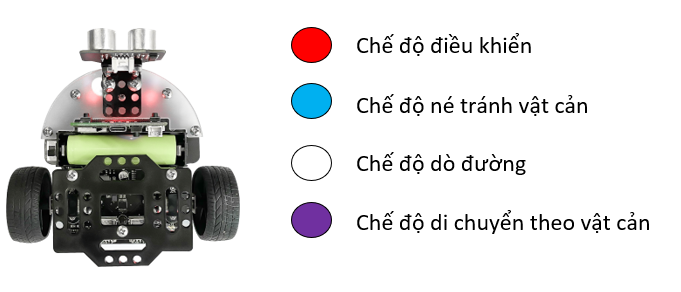 Chế độ điều khiển
Chế độ né tránh vật cản
Chế độ dò đường
Chế độ di chuyển theo vật cản